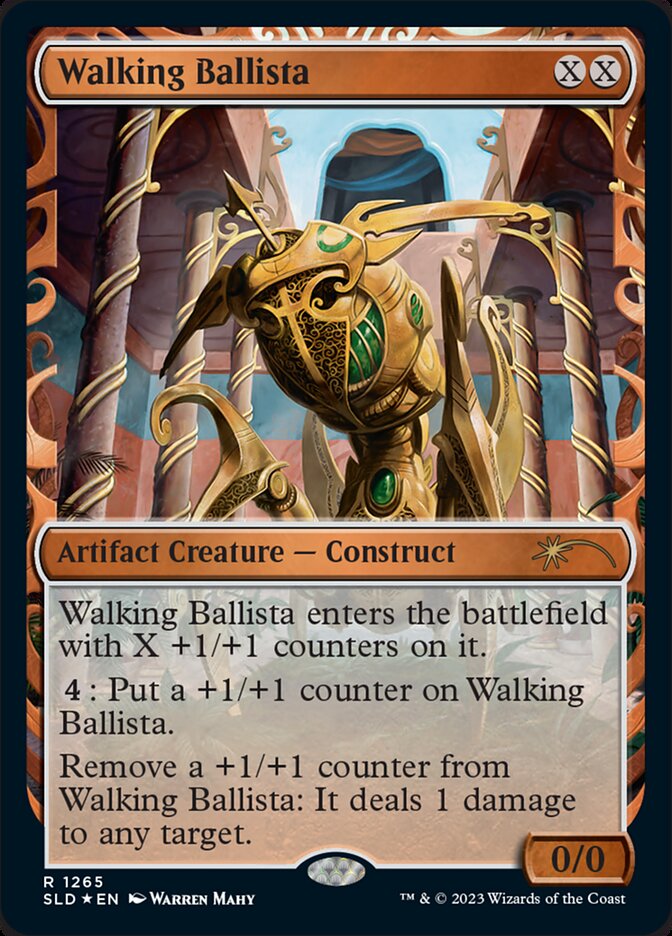 Walking Ballista X X
Artifact Creature — Construct
Walking Ballista enters the battlefield
with X +1/+1 counters on it.
4 : Put a +1/+1 counter on Walking
Ballista.
Remove a +1/+1 counter from
Walking Ballista: It deals 1 damage
to any target.
0/0
R 1265
SLD ★ EN Warren Mahy
™ & © 2023 Wizards of the Coast